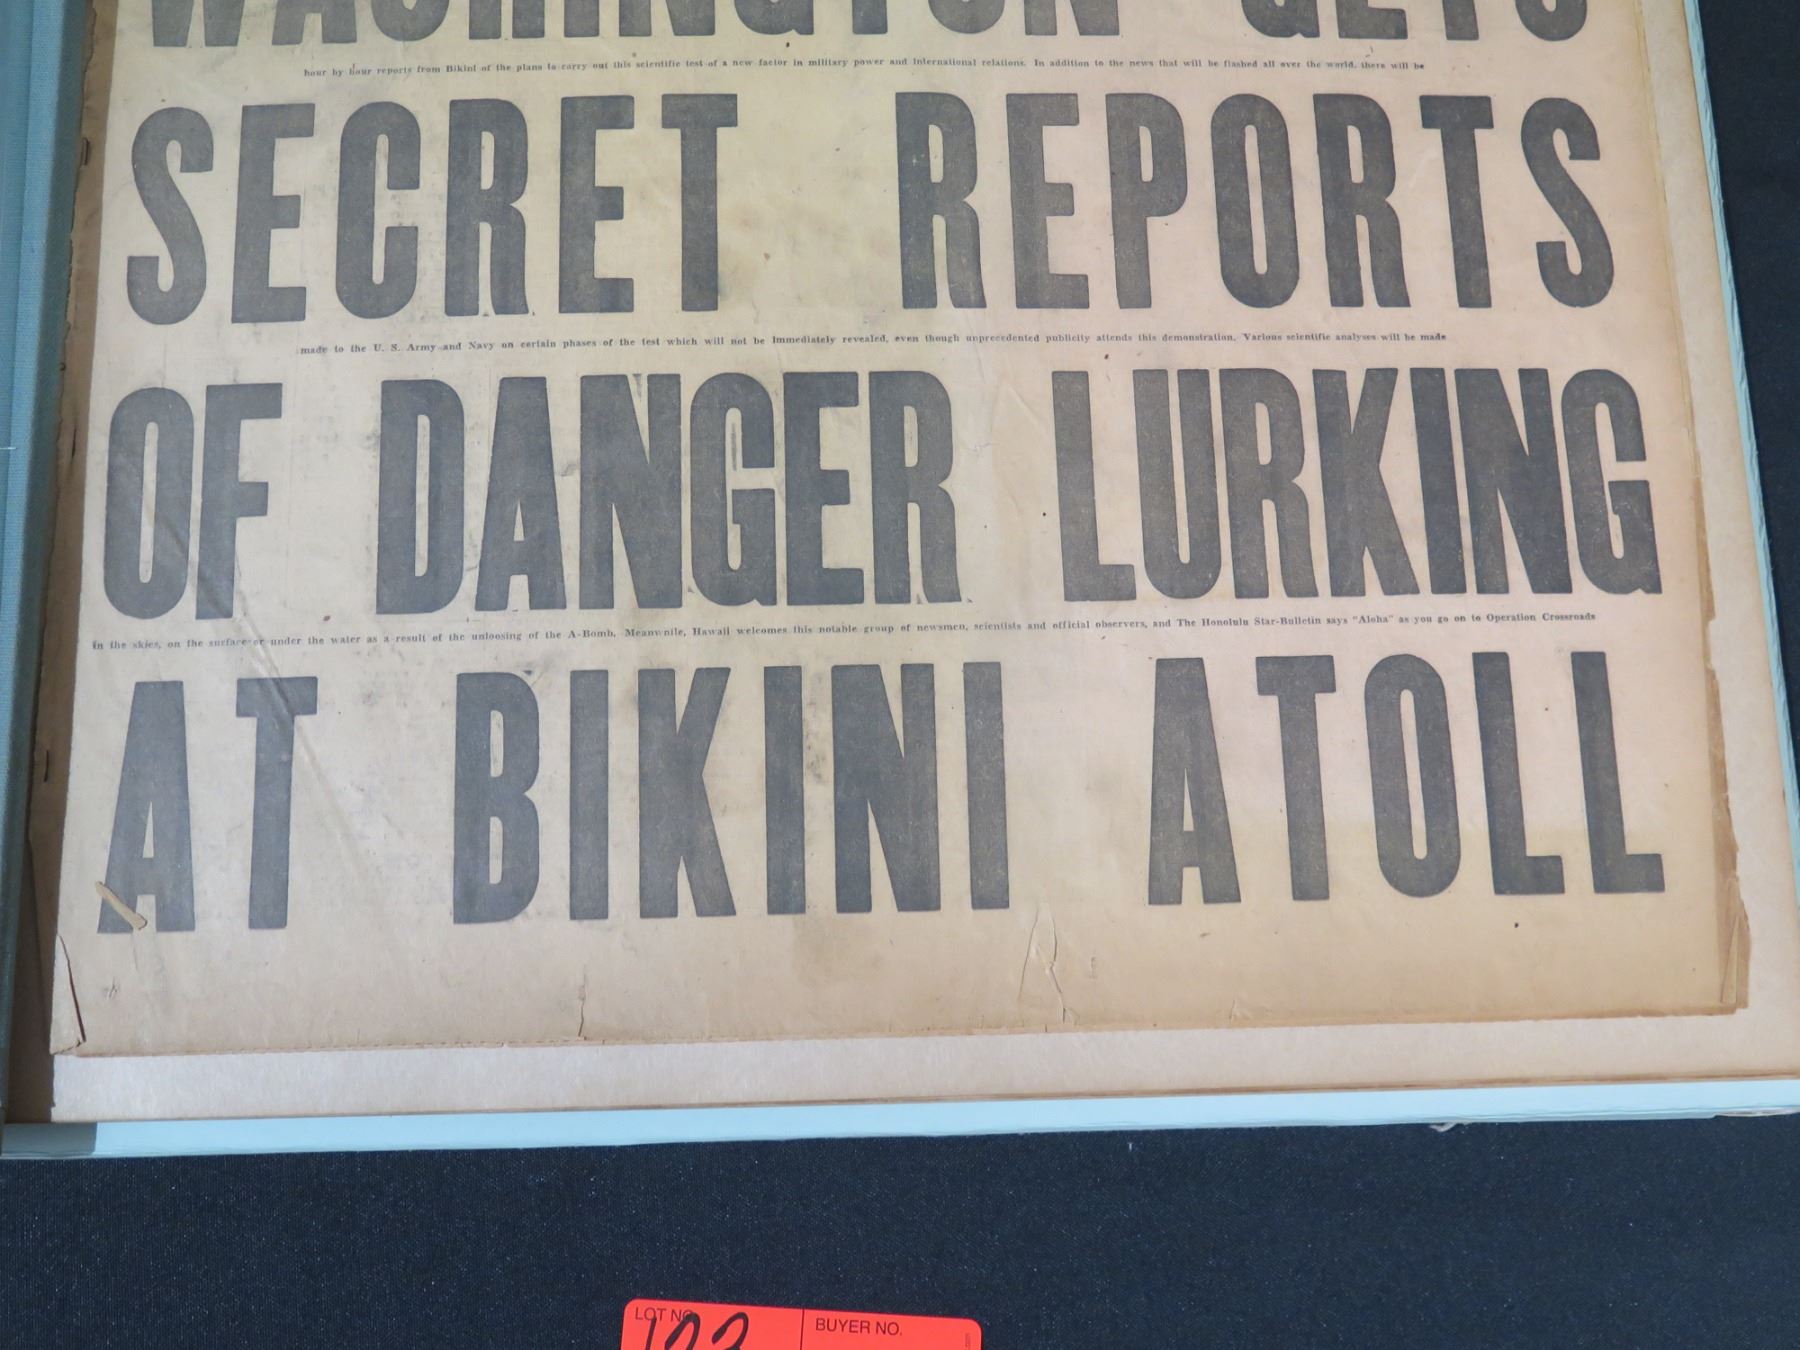 WASHINGTON GETS
hour by hour reports from Bikini of the plans to carry out this scientific test of a new factor in military power and international relations. In addition to the news that will be flashed all over the world, there will be
SECRET REPORTS
made to the U. S. Army and Navy on certain phases of the test which will not be immediately revealed, even though unprecedented publicity attends this demonstration. Various scientific analyses will be made
OF DANGER LURKING
in the skies, on the surface or under the water as a result of the unloosing of the A-Bomb. Meanwhile, Hawaii welcomes this notable group of newsmen, scientists and official observers, and The Honolulu Star-Bulletin says "Aloha" as you go on to Operation Crossroads
AT BIKINI ATOLL
LOT NO. BUYER NO.